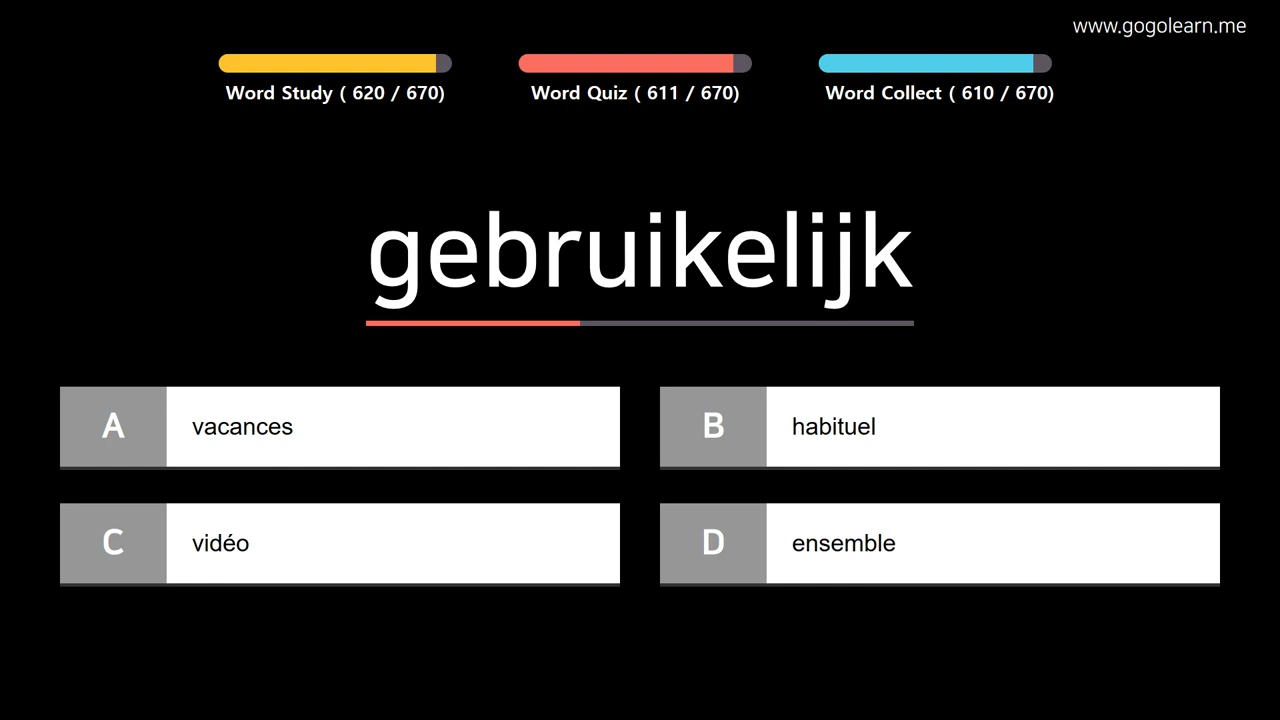 www.gogolearn.me
Word Study ( 620 / 670)
Word Quiz ( 611 / 670)
Word Collect ( 610 / 670)
gebruikelijk
A
vacances
B
habituel
C
vidéo
D
ensemble